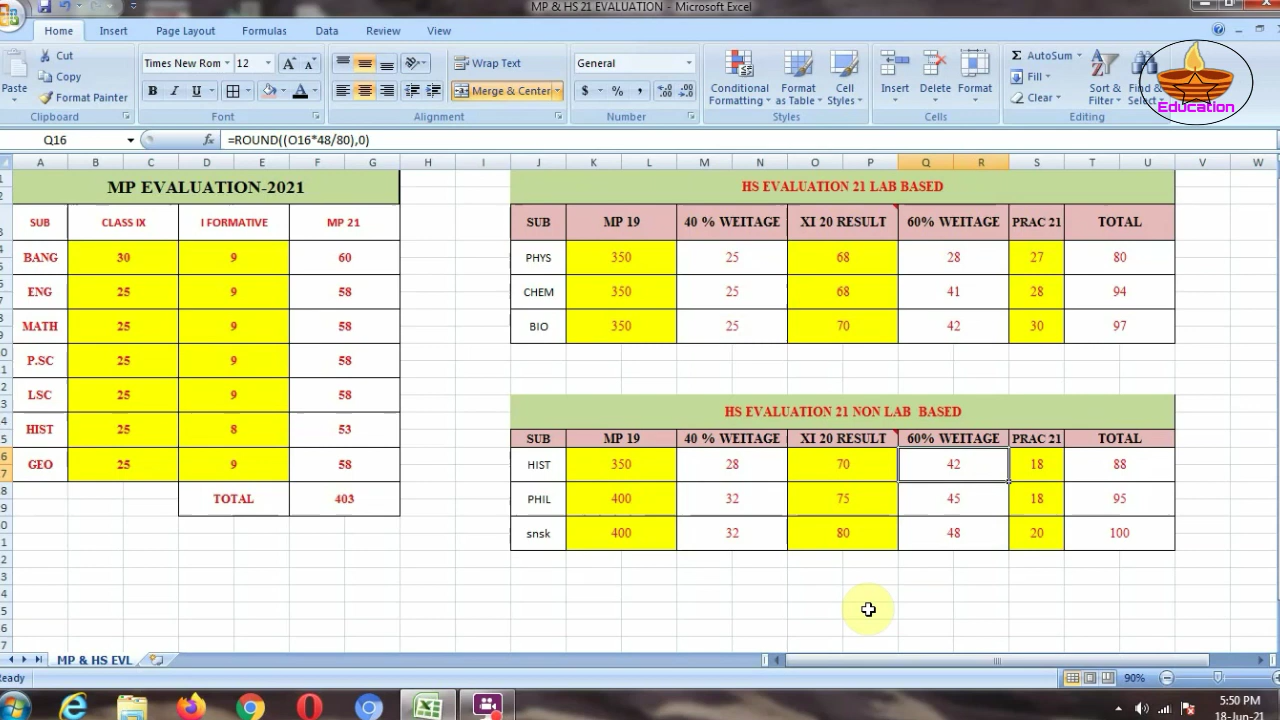 MP & HS 21 EVALUATION - Microsoft Excel
Home Insert Page Layout Formulas Data Review View
Cut
Copy
Format Painter
Paste
Clipboard
Times New Rom 12
B I U
Font
Wrap Text
Merge & Center
Alignment
General
$ % ,
Number
Conditional Formatting
Format as Table
Cell Styles
Styles
Insert Delete Format
Cells
AutoSum
Fill
Clear
Sort & Filter
Find &
Editing
Education
Q16 fx =ROUND((O16*48/80),0)
A B C D E F G H I J K L M N O P Q R S T U V W
MP EVALUATION-2021
SUB CLASS IX I FORMATIVE MP 21
BANG 30 9 60
ENG 25 9 58
MATH 25 9 58
P.SC 25 9 58
LSC 25 9 58
HIST 25 8 53
GEO 25 9 58
TOTAL 403
HS EVALUATION 21 LAB BASED
SUB MP 19 40 % WEITAGE XI 20 RESULT 60% WEITAGE PRAC 21 TOTAL
PHYS 350 25 68 28 27 80
CHEM 350 25 68 41 28 94
BIO 350 25 70 42 30 97
HS EVALUATION 21 NON LAB BASED
SUB MP 19 40 % WEITAGE XI 20 RESULT 60% WEITAGE PRAC 21 TOTAL
HIST 350 28 70 42 18 88
PHIL 400 32 75 45 18 95
snsk 400 32 80 48 20 100
MP & HS EVL
eady
90%
5:50 PM
18-Jun-21